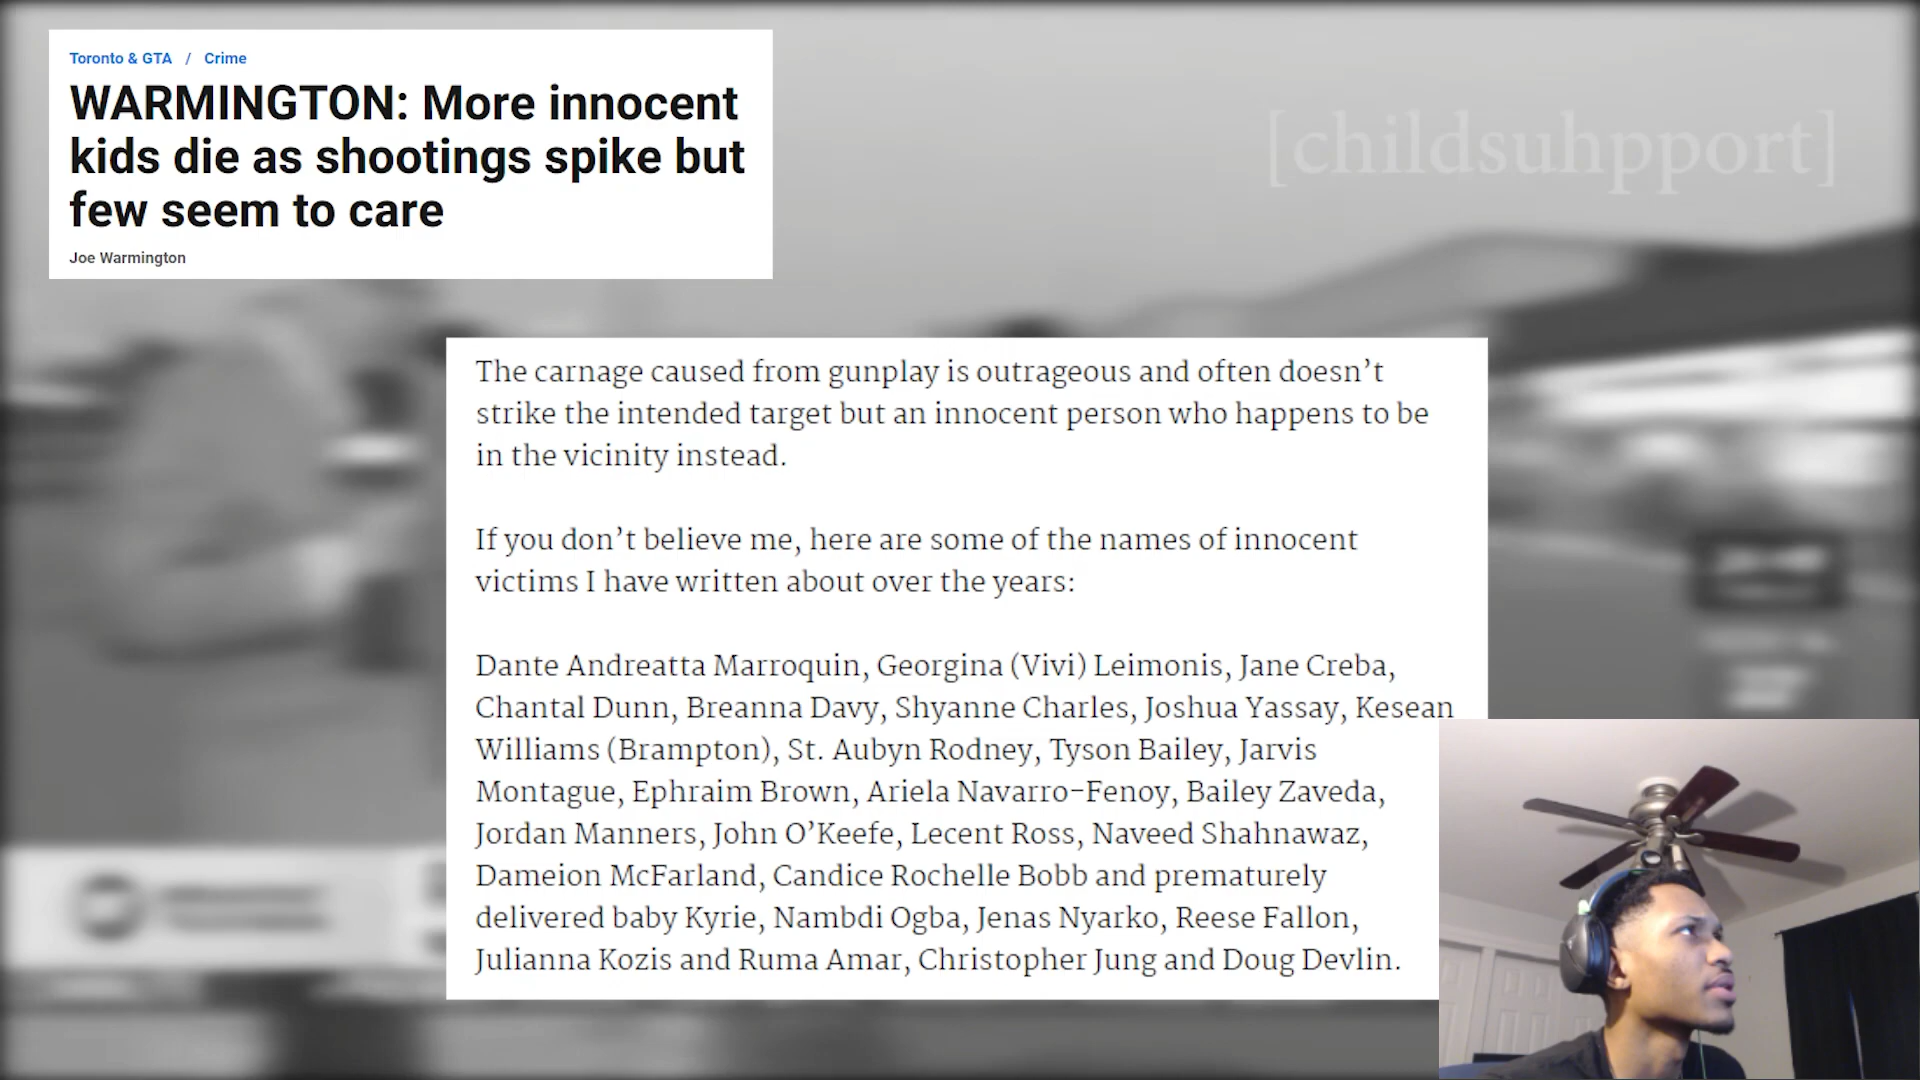 Toronto & GTA / Crime
WARMINGTON: More innocent
kids die as shootings spike but
few seem to care
Joe Warmington
[childsuhpport]
The carnage caused from gunplay is outrageous and often doesn’t
strike the intended target but an innocent person who happens to be
in the vicinity instead.
If you don’t believe me, here are some of the names of innocent
victims I have written about over the years:
Dante Andreatta Marroquin, Georgina (Vivi) Leimonis, Jane Creba,
Chantal Dunn, Breanna Davy, Shyanne Charles, Joshua Yassay, Kesean
Williams (Brampton), St. Aubyn Rodney, Tyson Bailey, Jarvis
Montague, Ephraim Brown, Ariela Navarro-Fenoy, Bailey Zaveda,
Jordan Manners, John O’Keefe, Lecent Ross, Naveed Shahnawaz,
Dameion McFarland, Candice Rochelle Bobb and prematurely
delivered baby Kyrie, Nambdi Ogba, Jenas Nyarko, Reese Fallon,
Julianna Kozis and Ruma Amar, Christopher Jung and Doug Devlin.